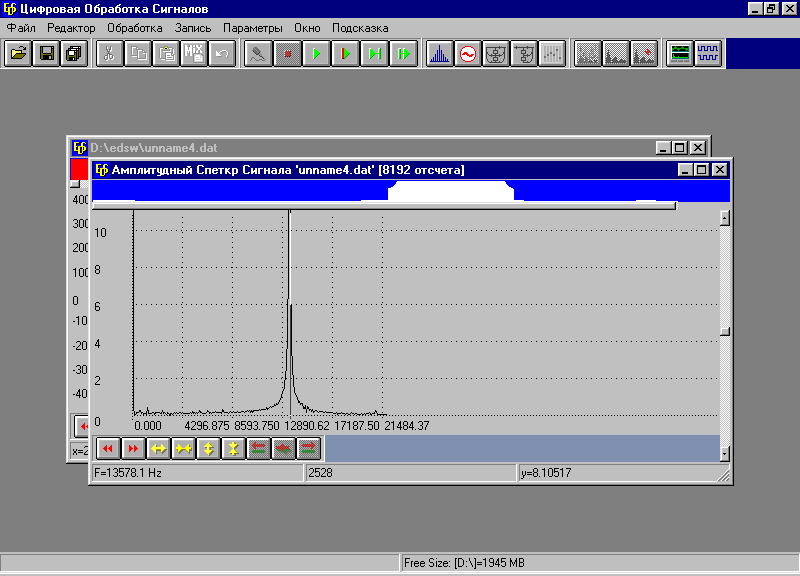 Цифровая Обработка Сигналов
Файл Редактор Обработка Запись Параметры Окно Подсказка
MiX
D:\edsw\unname4.dat
Амплитудный Спеткр Сигнала 'unname4.dat' [8192 отсчета]
400
300
200
100
0
-10
-20
-30
-40
10
8
6
4
2
0
0.000 4296.875 8593.750 12890.62 17187.50 21484.37
x=2
F=13578.1 Hz 2528 y=8.10517
Free Size: [D:\]=1945 MB